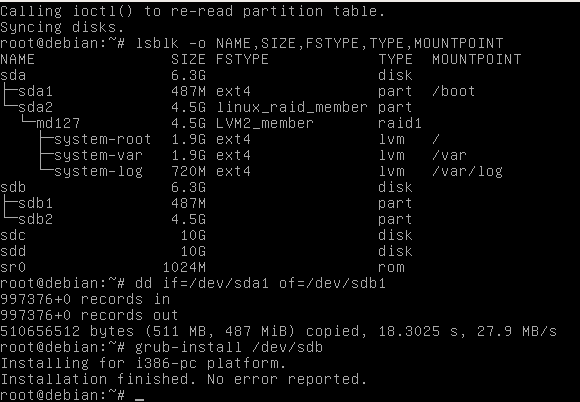 Calling ioctl() to re-read partition table.
Syncing disks.
root@debian:~# lsblk -o NAME,SIZE,FSTYPE,TYPE,MOUNTPOINT
NAME                SIZE FSTYPE            TYPE  MOUNTPOINT
sda                 6.3G                   disk
├─sda1              487M ext4              part  /boot
└─sda2              4.5G linux_raid_member part
  └─md127           4.5G LVM2_member       raid1
    ├─system-root   1.9G ext4              lvm   /
    ├─system-var    1.9G ext4              lvm   /var
    └─system-log    720M ext4              lvm   /var/log
sdb                 6.3G                   disk
├─sdb1              487M                   part
└─sdb2              4.5G                   part
sdc                  10G                   disk
sdd                  10G                   disk
sr0                1024M                   rom
root@debian:~# dd if=/dev/sda1 of=/dev/sdb1
997376+0 records in
997376+0 records out
510656512 bytes (511 MB, 487 MiB) copied, 18.3025 s, 27.9 MB/s
root@debian:~# grub-install /dev/sdb
Installing for i386-pc platform.
Installation finished. No error reported.
root@debian:~# _